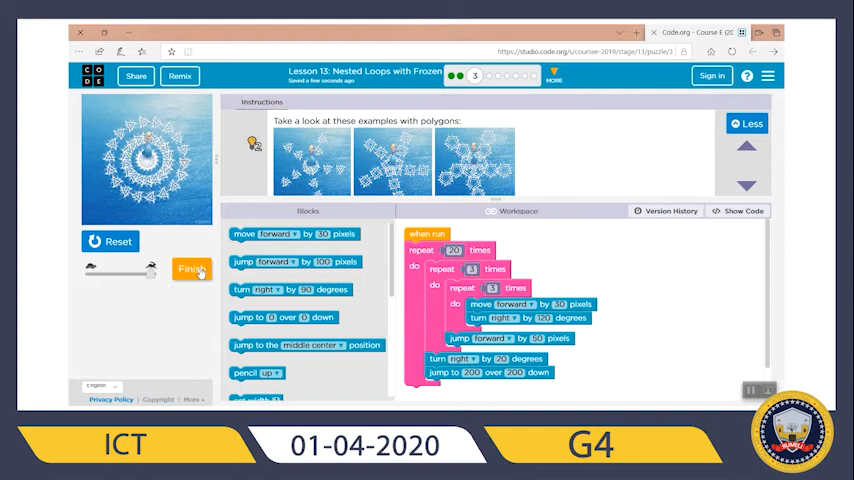 Code.org - Course E (20
https://studio.code.org/s/coursee-2019/stage/13/puzzle/3
C O
D E
Share
Remix
Lesson 13: Nested Loops with Frozen
Saved a few seconds ago
3
MORE
Sign in
?
Instructions
2
Take a look at these examples with polygons:
Less
Blocks
Workspace:
Version History
</> Show Code
Reset
Finish
English
Privacy Policy | Copyright | More
move forward by 30 pixels
jump forward by 100 pixels
turn right by 90 degrees
jump to 0 over 0 down
jump to the middle center position
pencil up
when run
repeat 20 times
do repeat 3 times
do repeat 3 times
do move forward by 30 pixels
turn right by 120 degrees
jump forward by 50 pixels
turn right by 20 degrees
jump to 200 over 200 down
ICT
01-04-2020
G4